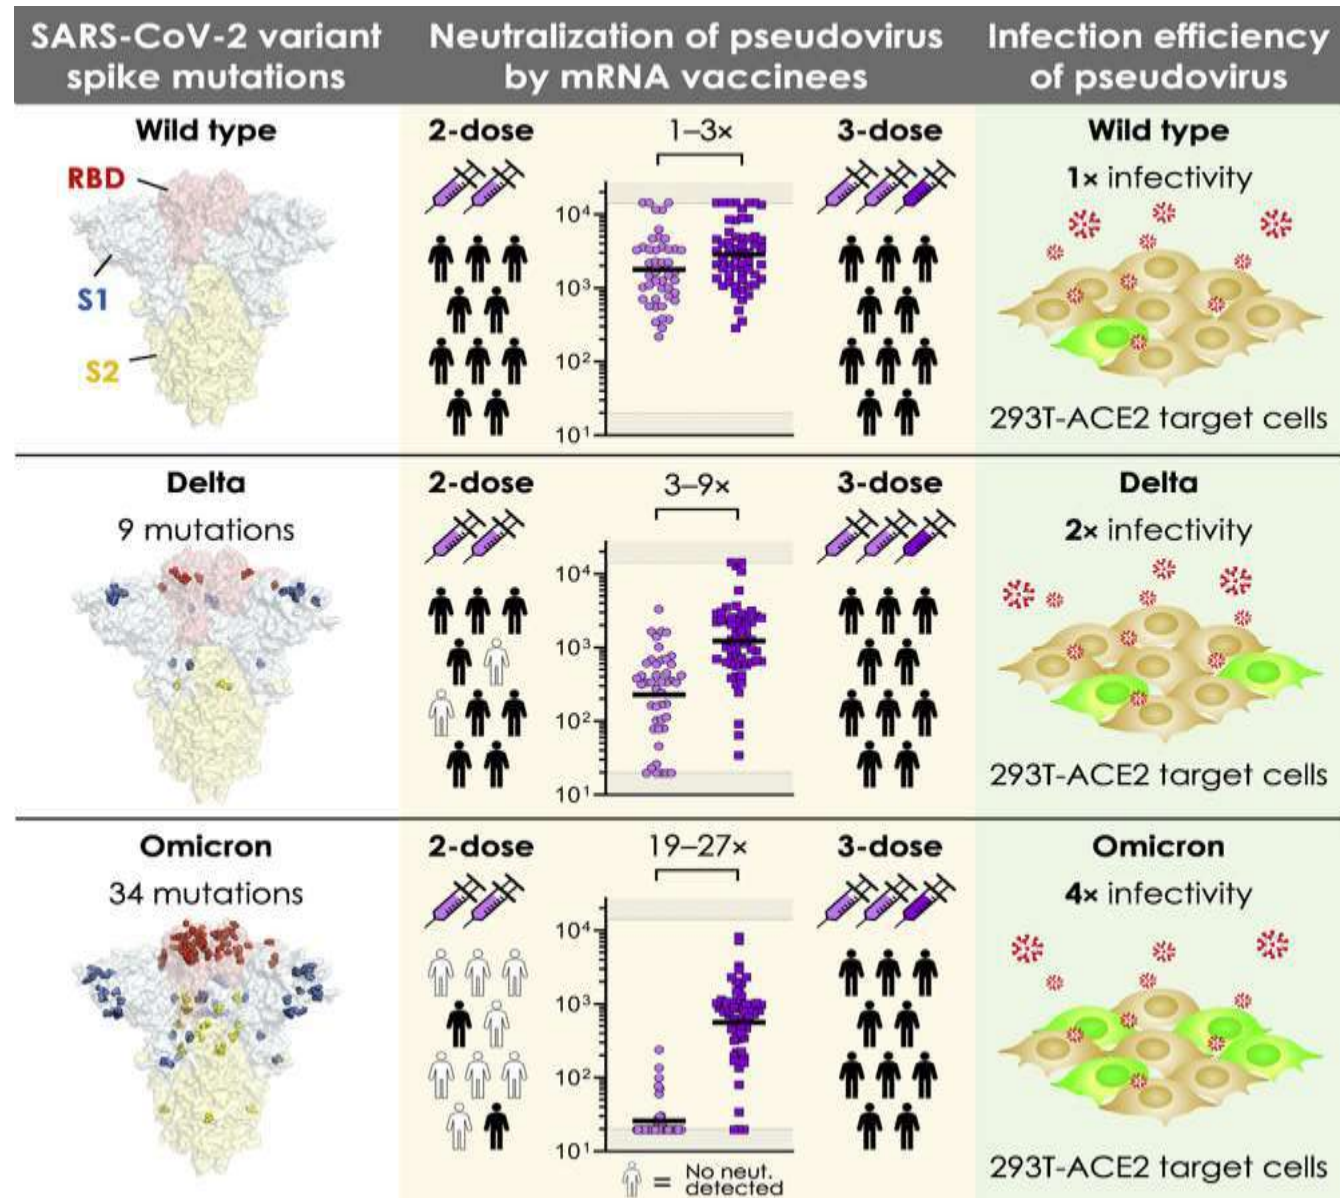 SARS-CoV-2 variant
spike mutations
Neutralization of pseudovirus
by mRNA vaccinees
Infection efficiency
of pseudovirus
Wild type
RBD
S1
S2
2-dose
1–3×
3-dose
10⁴
10³
10²
10¹
Wild type
1× infectivity
293T-ACE2 target cells
Delta
9 mutations
2-dose
3–9×
3-dose
10⁴
10³
10²
10¹
Delta
2× infectivity
293T-ACE2 target cells
Omicron
34 mutations
2-dose
19–27×
3-dose
10⁴
10³
10²
10¹
= No neut.
detected
Omicron
4× infectivity
293T-ACE2 target cells